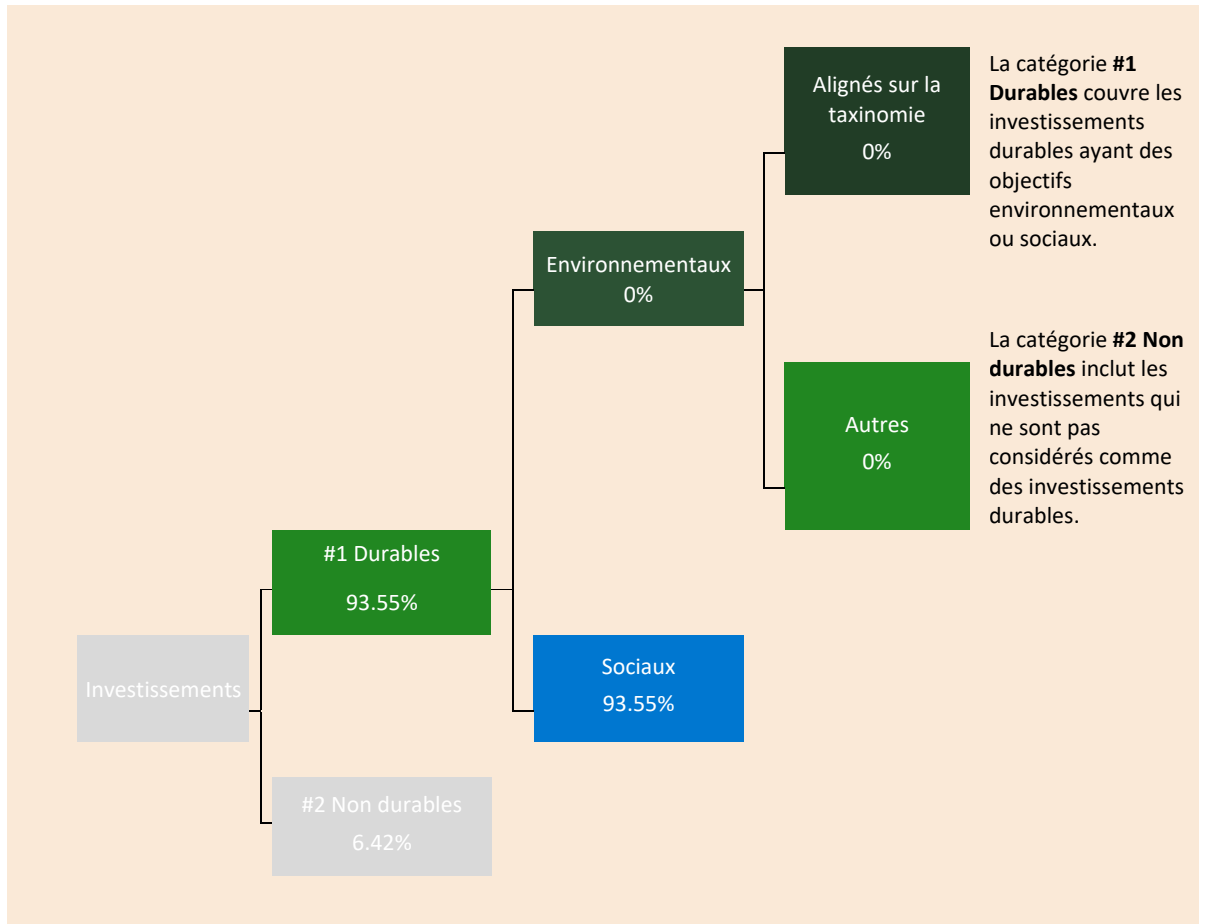 Alignés sur la
taxinomie
0%
La catégorie #1
Durables couvre les
investissements
durables ayant des
objectifs
environnementaux
ou sociaux.
Environnementaux
0%
La catégorie #2 Non
durables inclut les
investissements qui
ne sont pas
considérés comme
des investissements
durables.
Autres
0%
#1 Durables
93.55%
Sociaux
93.55%
Investissements
#2 Non durables
6.42%